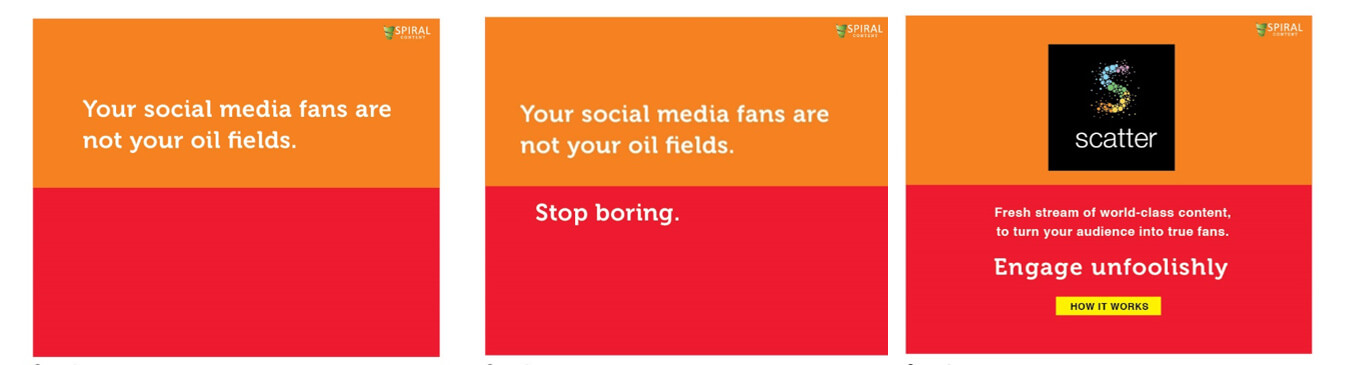 SPIRAL
CONTENT
Your social media fans are
not your oil fields.
SPIRAL
CONTENT
Your social media fans are
not your oil fields.
Stop boring.
SPIRAL
CONTENT
scatter
Fresh stream of world-class content,
to turn your audience into true fans.
Engage unfoolishly
HOW IT WORKS